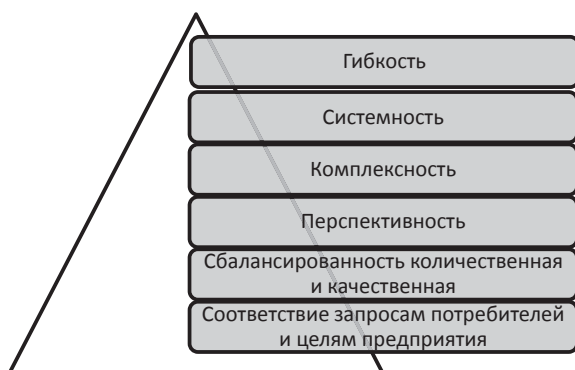 Гибкость
Системность
Комплексность
Перспективность
Сбалансированность количественная
и качественная
Соответствие запросам потребителей
и целям предприятия